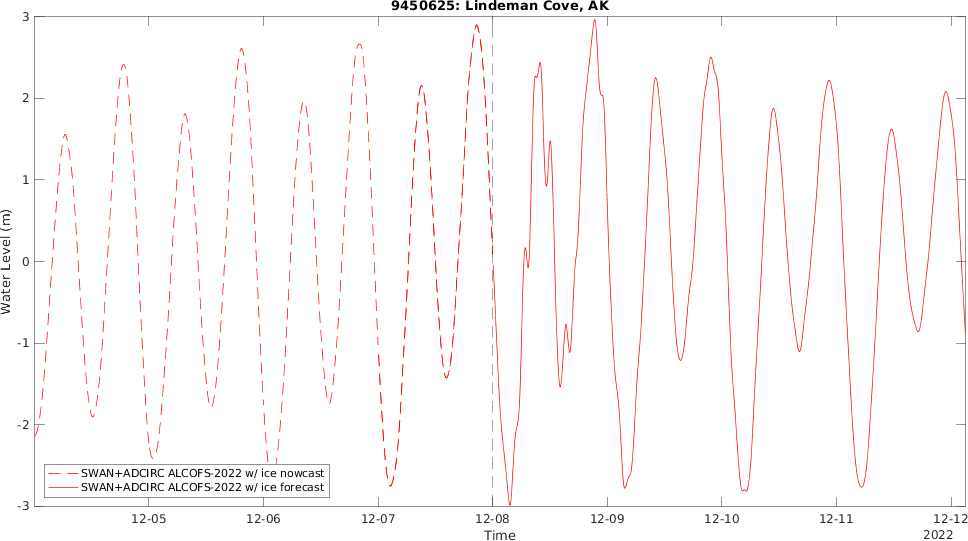 9450625: Lindeman Cove, AK
3
2
1
0
-1
-2
-3
Water Level (m)
SWAN+ADCIRC ALCOFS-2022 w/ ice nowcast
SWAN+ADCIRC ALCOFS-2022 w/ ice forecast
12-05 12-06 12-07 12-08 12-09 12-10 12-11 12-12
Time
2022